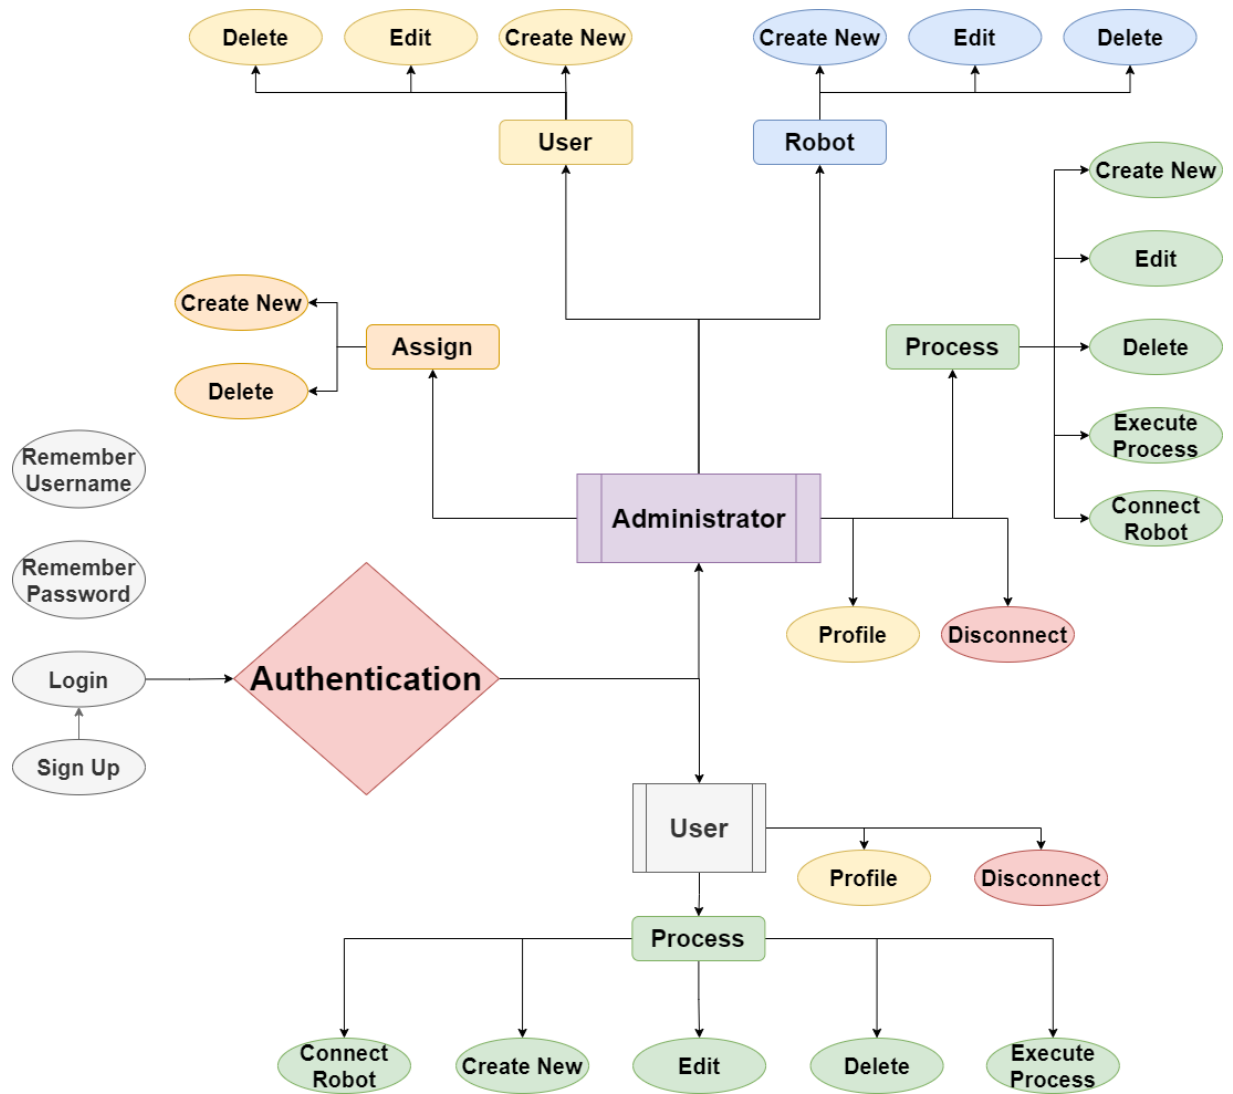 Delete
Edit
Create New
Create New
Edit
Delete
User
Robot
Create New
Edit
Delete
Execute
Process
Connect
Robot
Process
Create New
Assign
Delete
Remember
Username
Administrator
Remember
Password
Profile
Disconnect
Login
Authentication
Sign Up
User
Profile
Disconnect
Process
Connect
Robot
Create New
Edit
Delete
Execute
Process